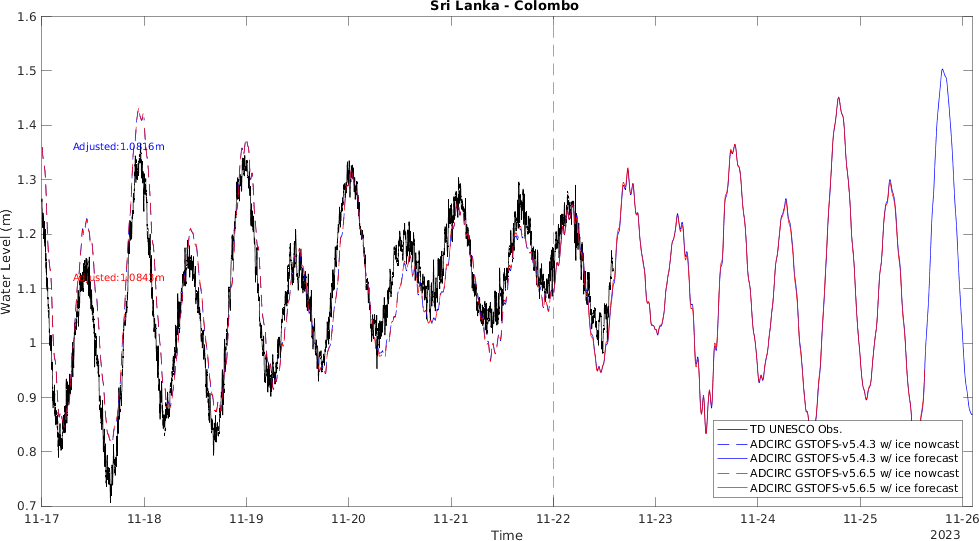 Sri Lanka - Colombo
1.6
1.5
1.4
1.3
1.2
1.1
1
0.9
0.8
0.7
Water Level (m)
Adjusted:1.0816m
Adjusted:1.0843m
TD UNESCO Obs.
ADCIRC GSTOFS-v5.4.3 w/ ice nowcast
ADCIRC GSTOFS-v5.4.3 w/ ice forecast
ADCIRC GSTOFS-v5.6.5 w/ ice nowcast
ADCIRC GSTOFS-v5.6.5 w/ ice forecast
11-17 11-18 11-19 11-20 11-21 11-22 11-23 11-24 11-25 11-26
2023
Time